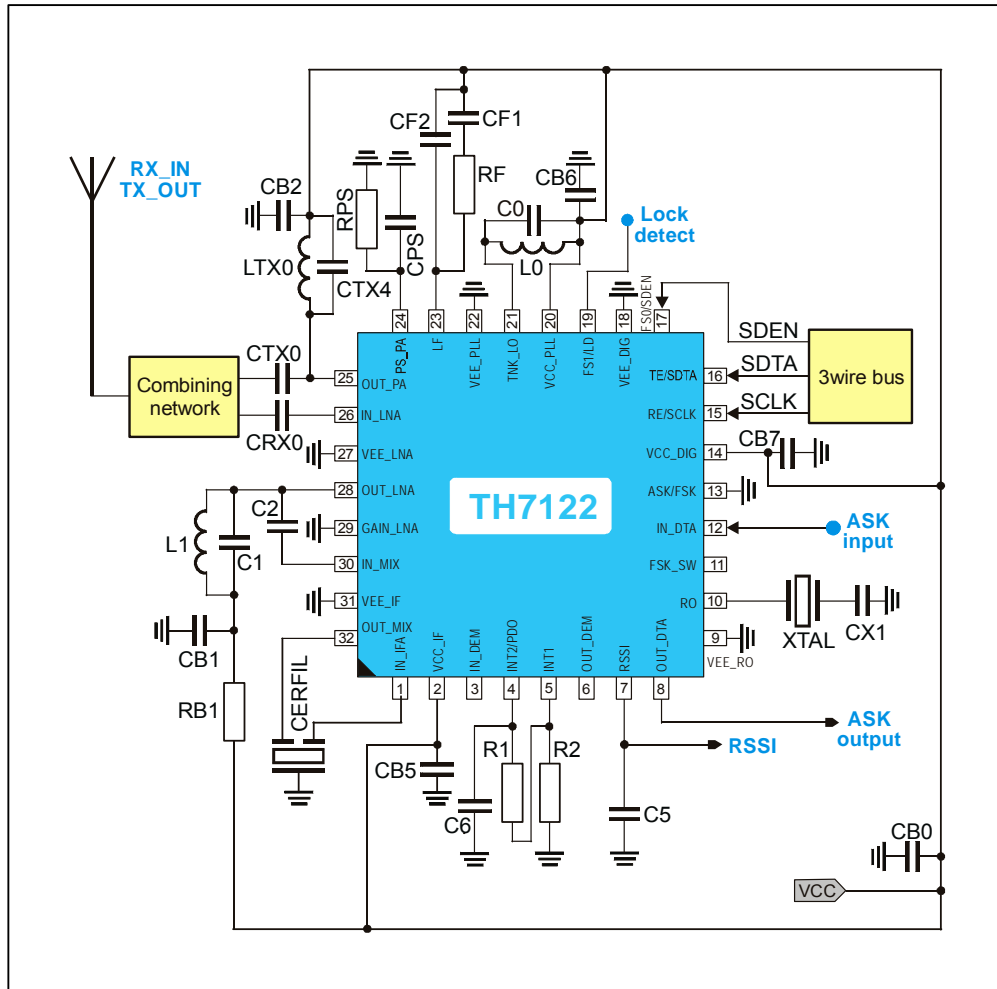 CF2
CF1
RX_IN
TX_OUT
CB2
RPS
RF
CB6
C0
Lock
detect
LTX0
CTX4
CPS
L0
FS0/SDEN
24
23
22
21
20
19
18
17
PS_PA
LF
VEE_PLL
TNK_LO
VCC_PLL
FS1/LD
VEE_DIG
SDEN
SDTA
SCLK
3wire bus
CTX0
Combining
network
CRX0
25
OUT_PA
TE/SDTA
16
26
IN_LNA
RE/SCLK
15
CB7
27
VEE_LNA
VCC_DIG
14
28
OUT_LNA
TH7122
ASK/FSK
13
C2
L1
C1
29
GAIN_LNA
IN_DTA
12
ASK
input
30
IN_MIX
FSK_SW
11
31
VEE_IF
RO
10
XTAL
CX1
32
OUT_MIX
9
VEE_RO
CB1
IN_IFA
VCC_IF
IN_DEM
INT2/PDO
INT1
OUT_DEM
RSSI
OUT_DTA
1
2
3
4
5
6
7
8
RB1
CERFIL
CB5
R1
R2
C6
C5
RSSI
ASK
output
CB0
VCC